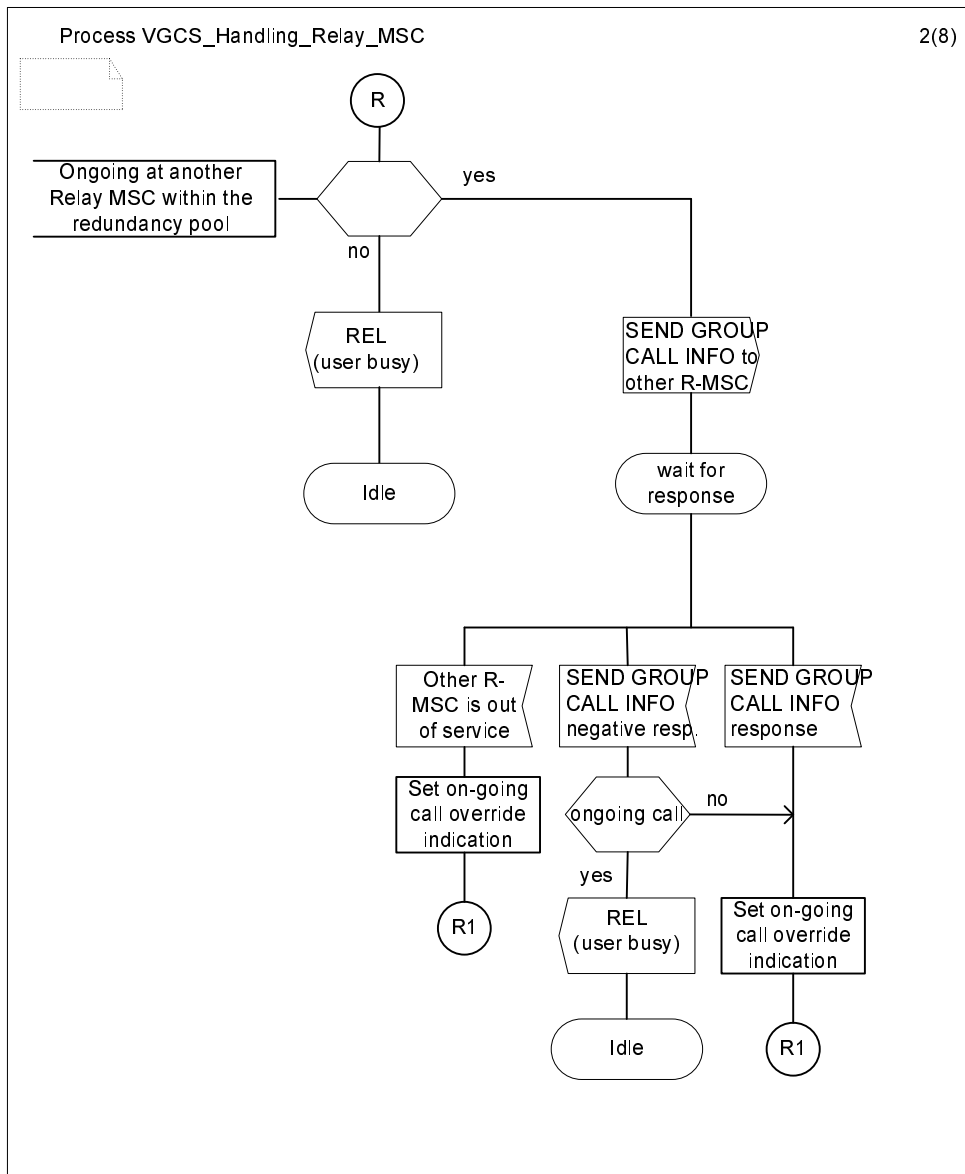 Process VGCS_Handling_Relay_MSC
2(8)
R
Ongoing at another
Relay MSC within the
redundancy pool
yes
no
REL
(user busy)
SEND GROUP
CALL INFO to
other R-MSC
Idle
wait for
response
Other R-
MSC is out
of service
SEND GROUP
CALL INFO
negative resp.
SEND GROUP
CALL INFO
response
Set on-going
call override
indication
ongoing call
no
yes
R1
REL
(user busy)
Set on-going
call override
indication
Idle
R1